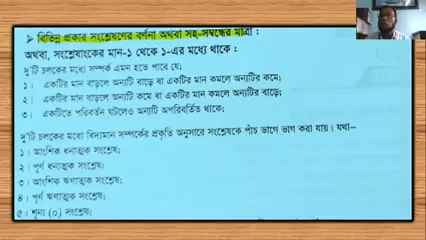 ➤ বিভিন্ন প্রকার সংশ্লেষণের বর্ণনা অথবা সহ-সম্বন্ধের মাত্রা :
অথবা, সংশ্লেষাংকের মান-১ থেকে ১-এর মধ্যে থাকে :
দু'টি চলকের মধ্যে সম্পর্ক এমন হতে পারে যে;
১। একটির মান বাড়লে অন্যটি বাড়ে বা একটির মান কমলে অন্যটির কমে;
২। একটির মান বাড়লে অন্যটি কমে বা একটির মান কমলে অন্যটির বাড়ে;
৩। একটিতে পরিবর্তন ঘটলেও অন্যটি অপরিবর্তিত থাকে;
দু'টি চলকের মধ্যে বিদ্যমান সম্পর্কের প্রকৃতি অনুসারে সংশ্লেষকে পাঁচ ভাগে ভাগ করা যায়। যথা–
১। আংশিক ধনাত্মক সংশ্লেষ;
২। পূর্ণ ধনাত্মক সংশ্লেষ;
৩। আংশিক ঋণাত্মক সংশ্লেষ;
৪। পূর্ণ ঋণাত্মক সংশ্লেষ;
৫। শূন্য (০) সংশ্লেষ;